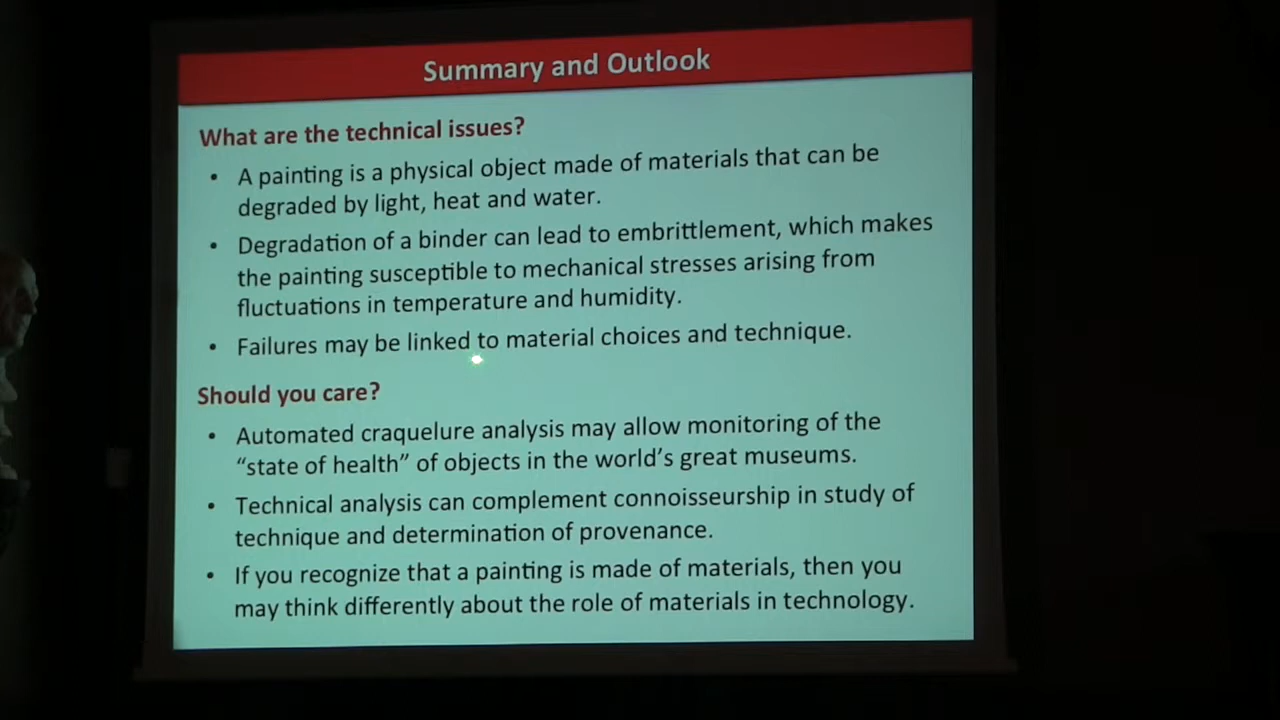 Summary and Outlook
What are the technical issues?
• A painting is a physical object made of materials that can be
degraded by light, heat and water.
• Degradation of a binder can lead to embrittlement, which makes
the painting susceptible to mechanical stresses arising from
fluctuations in temperature and humidity.
• Failures may be linked to material choices and technique.
Should you care?
• Automated craquelure analysis may allow monitoring of the
“state of health” of objects in the world’s great museums.
• Technical analysis can complement connoisseurship in study of
technique and determination of provenance.
• If you recognize that a painting is made of materials, then you
may think differently about the role of materials in technology.